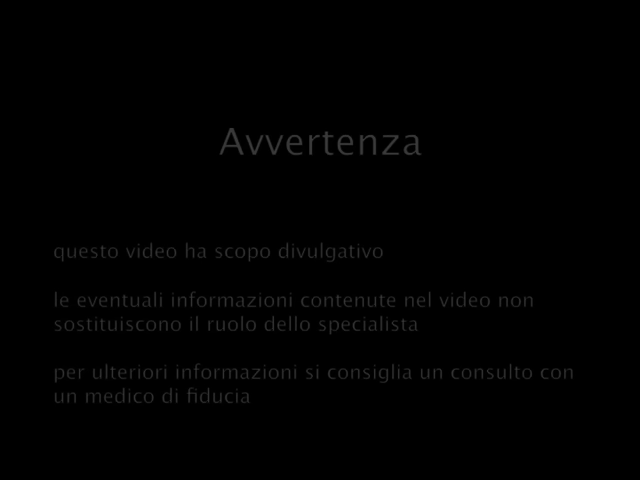 Avvertenza
questo video ha scopo divulgativo
le eventuali informazioni contenute nel video non
sostituiscono il ruolo dello specialista
per ulteriori informazioni si consiglia un consulto con
un medico di fiducia